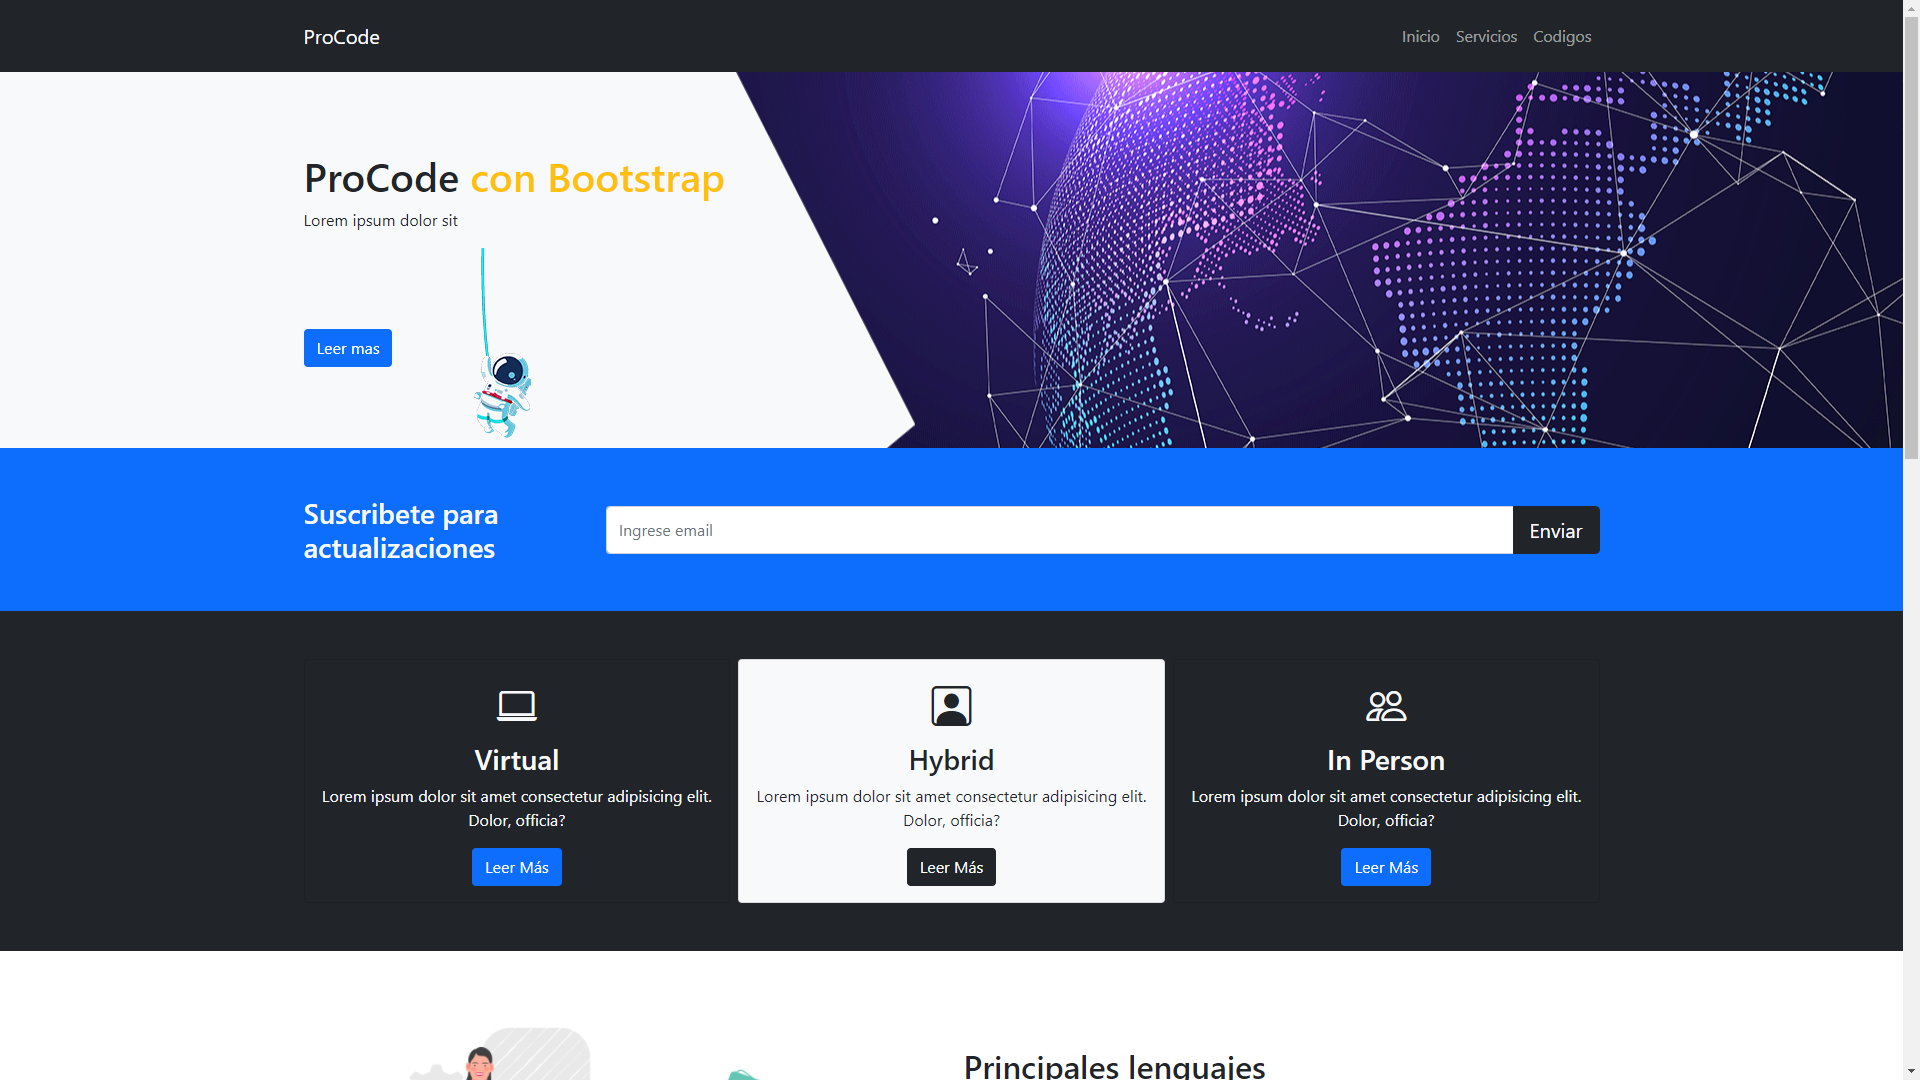 ProCode
Inicio Servicios Codigos
ProCode con Bootstrap
Lorem ipsum dolor sit
Leer mas
Suscribete para
actualizaciones
Ingrese email
Enviar
Virtual
Lorem ipsum dolor sit amet consectetur adipisicing elit.
Dolor, officia?
Leer Más
Hybrid
Lorem ipsum dolor sit amet consectetur adipisicing elit.
Dolor, officia?
Leer Más
In Person
Lorem ipsum dolor sit amet consectetur adipisicing elit.
Dolor, officia?
Leer Más
Principales lenguajes